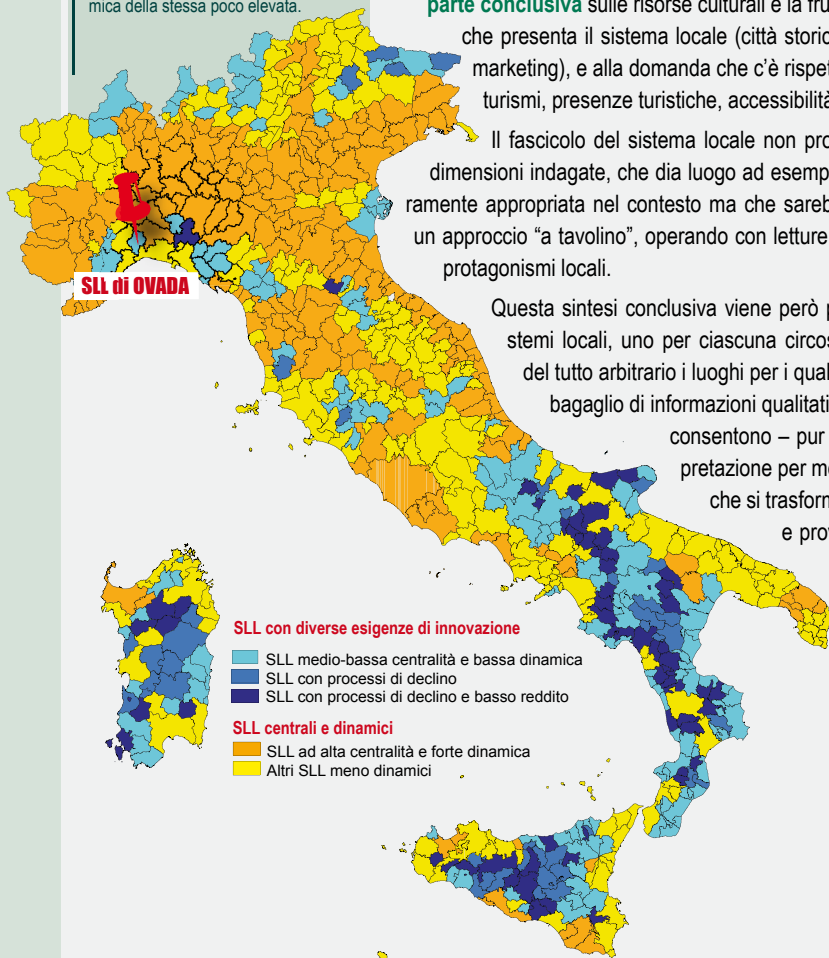 mica della stessa poco elevata.
parte conclusiva sulle risorse culturali e la fru
che presenta il sistema locale (città storic
marketing), e alla domanda che c'è rispet
turismi, presenze turistiche, accessibilità
Il fascicolo del sistema locale non pro
dimensioni indagate, che dia luogo ad esemp
ramente appropriata nel contesto ma che sareb
un approccio “a tavolino”, operando con letture
protagonismi locali.
Questa sintesi conclusiva viene però p
stemi locali, uno per ciascuna circos
del tutto arbitrario i luoghi per i qual
bagaglio di informazioni qualitati
consentono – pur
pretazione per me
che si trasform
e prov
SLL di OVADA
SLL con diverse esigenze di innovazione
SLL medio-bassa centralità e bassa dinamica
SLL con processi di declino
SLL con processi di declino e basso reddito
SLL centrali e dinamici
SLL ad alta centralità e forte dinamica
Altri SLL meno dinamici